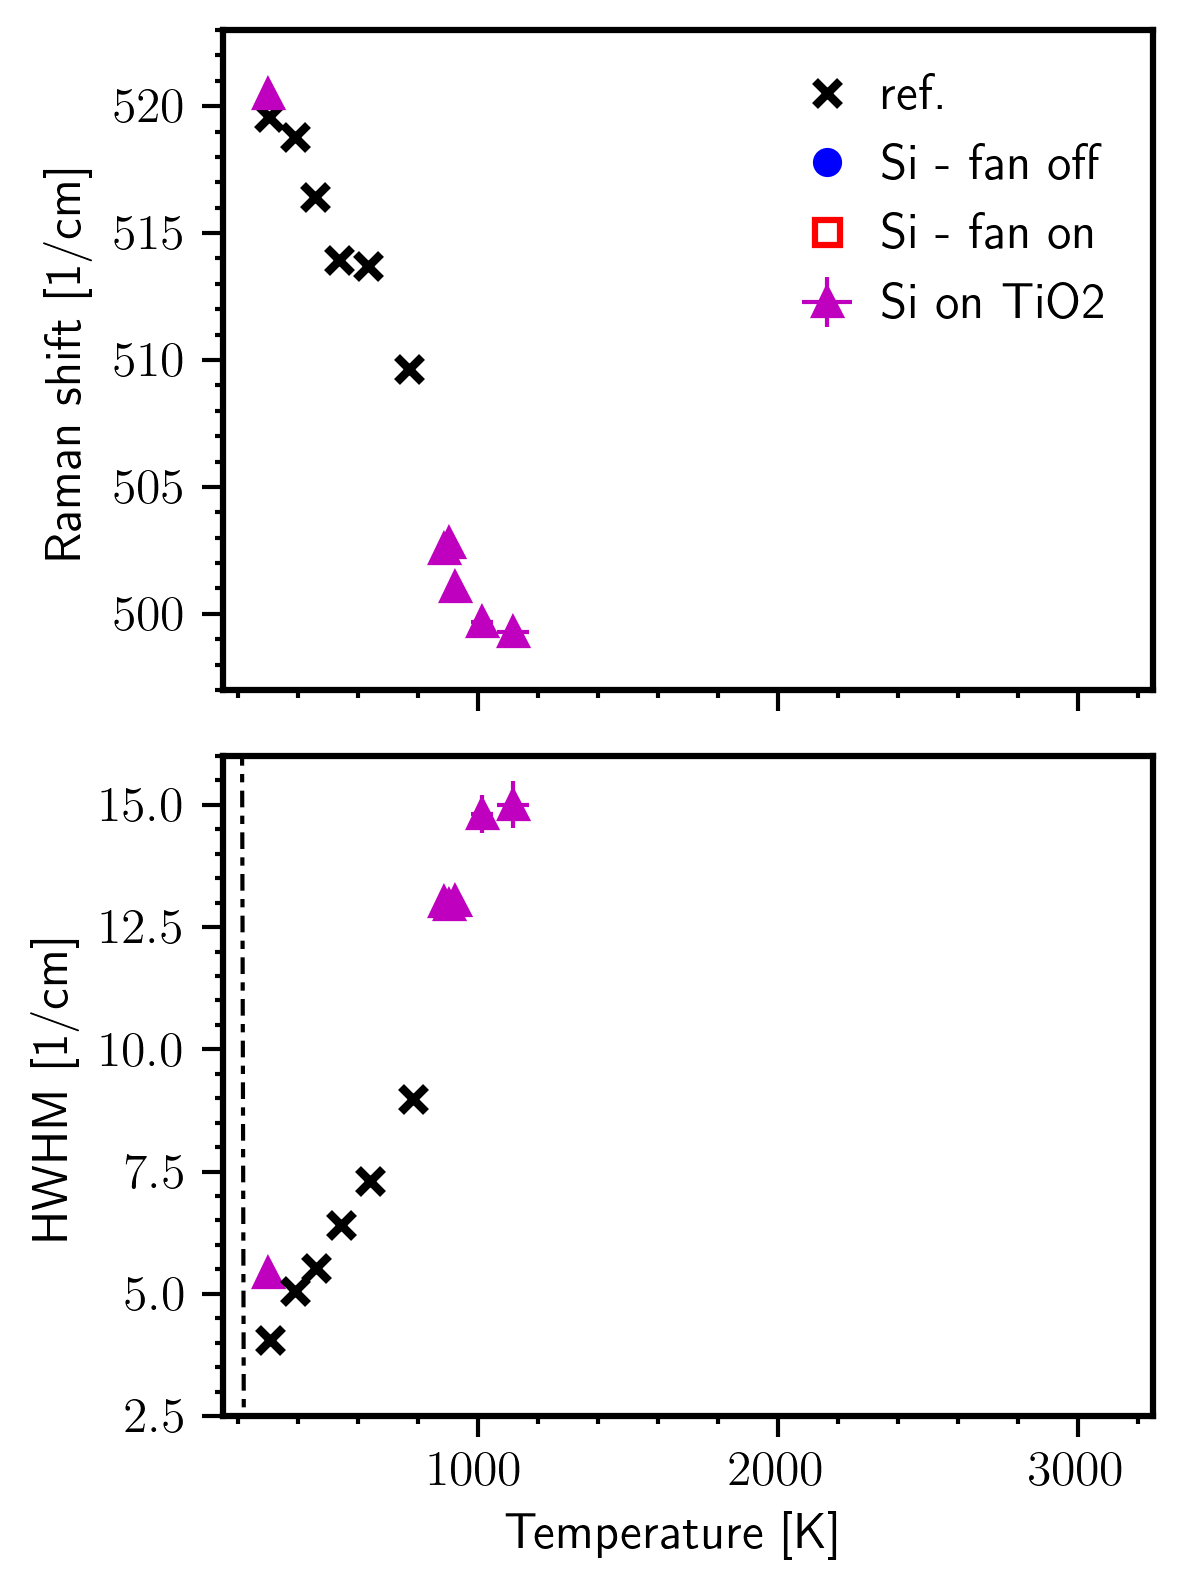 520
515
510
505
500
Raman shift [1/cm]
ref.
Si - fan off
Si - fan on
Si on TiO2
15.0
12.5
10.0
7.5
5.0
2.5
HWHM [1/cm]
1000 2000 3000
Temperature [K]